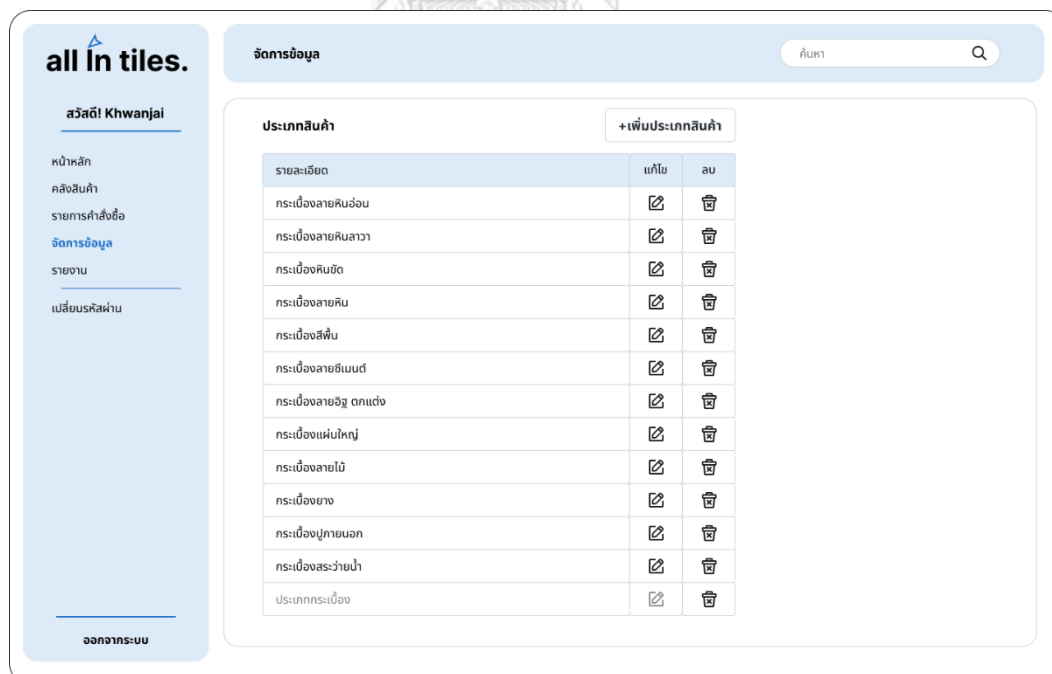 all in tiles.
จัดการข้อมูล
ค้นหา
สวัสดี! Khwanjai
หน้าหลัก
คลังสินค้า
รายการคำสั่งซื้อ
จัดการข้อมูล
รายงาน
เปลี่ยนรหัสผ่าน
ออกจากระบบ
ประเภทสินค้า
+เพิ่มประเภทสินค้า
รายละเอียด แก้ไข ลบ
กระเบื้องลายหินอ่อน
กระเบื้องลายหินลาวา
กระเบื้องหินขัด
กระเบื้องลายหิน
กระเบื้องสีพื้น
กระเบื้องลายซีเมนต์
กระเบื้องลายอิฐ ตกแต่ง
กระเบื้องแผ่นใหญ่
กระเบื้องลายไม้
กระเบื้องยาง
กระเบื้องปูภายนอก
กระเบื้องสระว่ายน้ำ
ประเภทกระเบื้อง